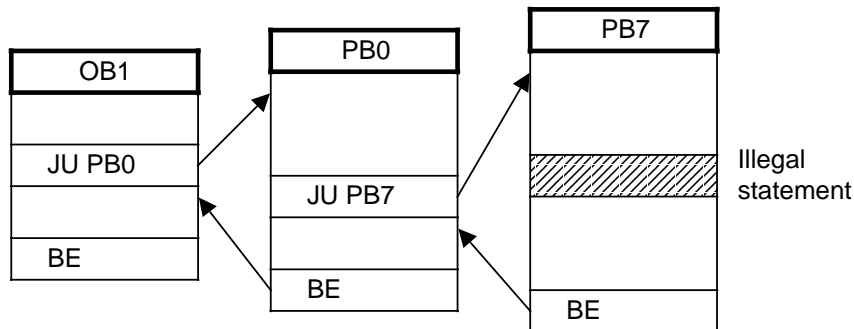 OB1
JU PB0
BE
PB0
JU PB7
BE
PB7
BE
Illegal
statement